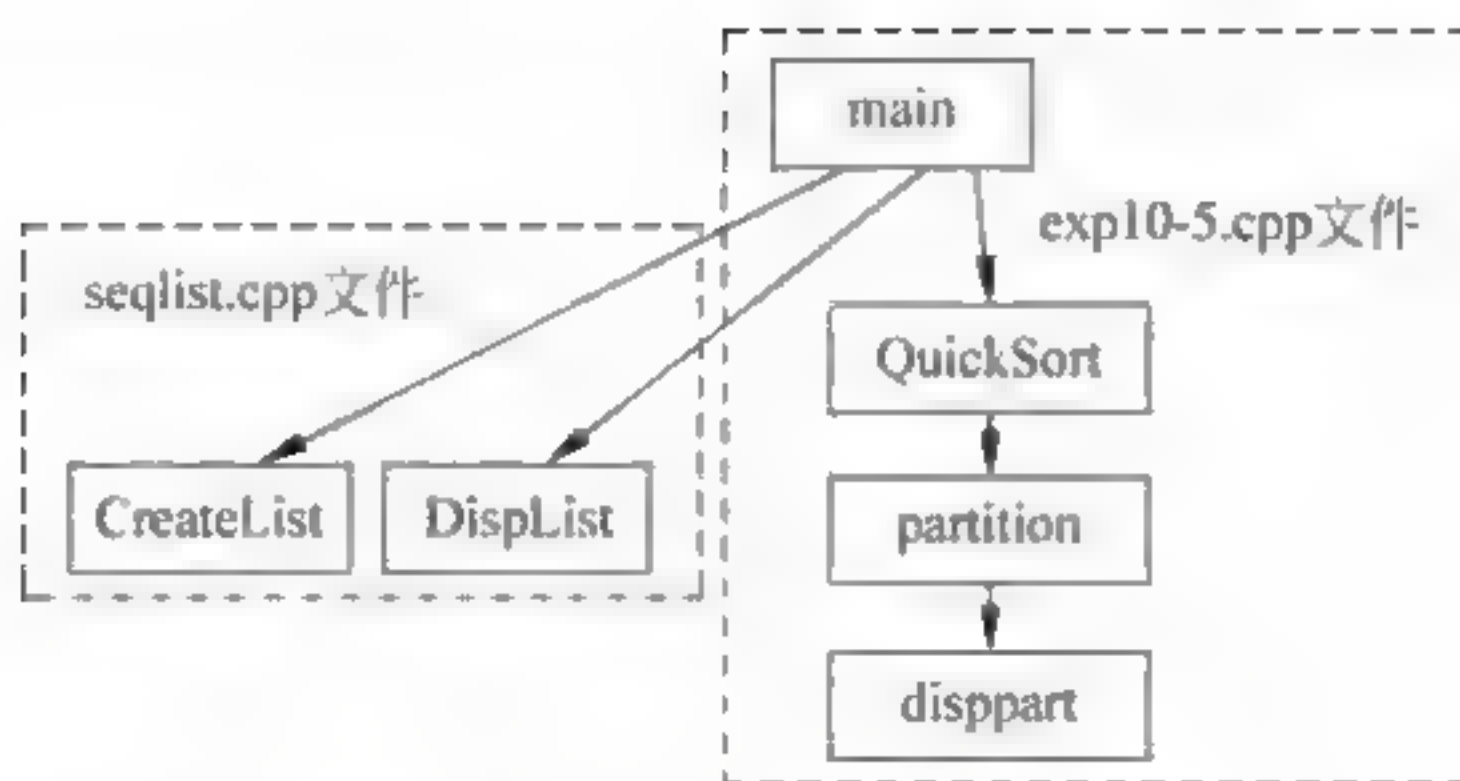 main
exp10-5.cpp文件
seqlist.cpp文件
QuickSort
CreateList
DispList
partition
disppart